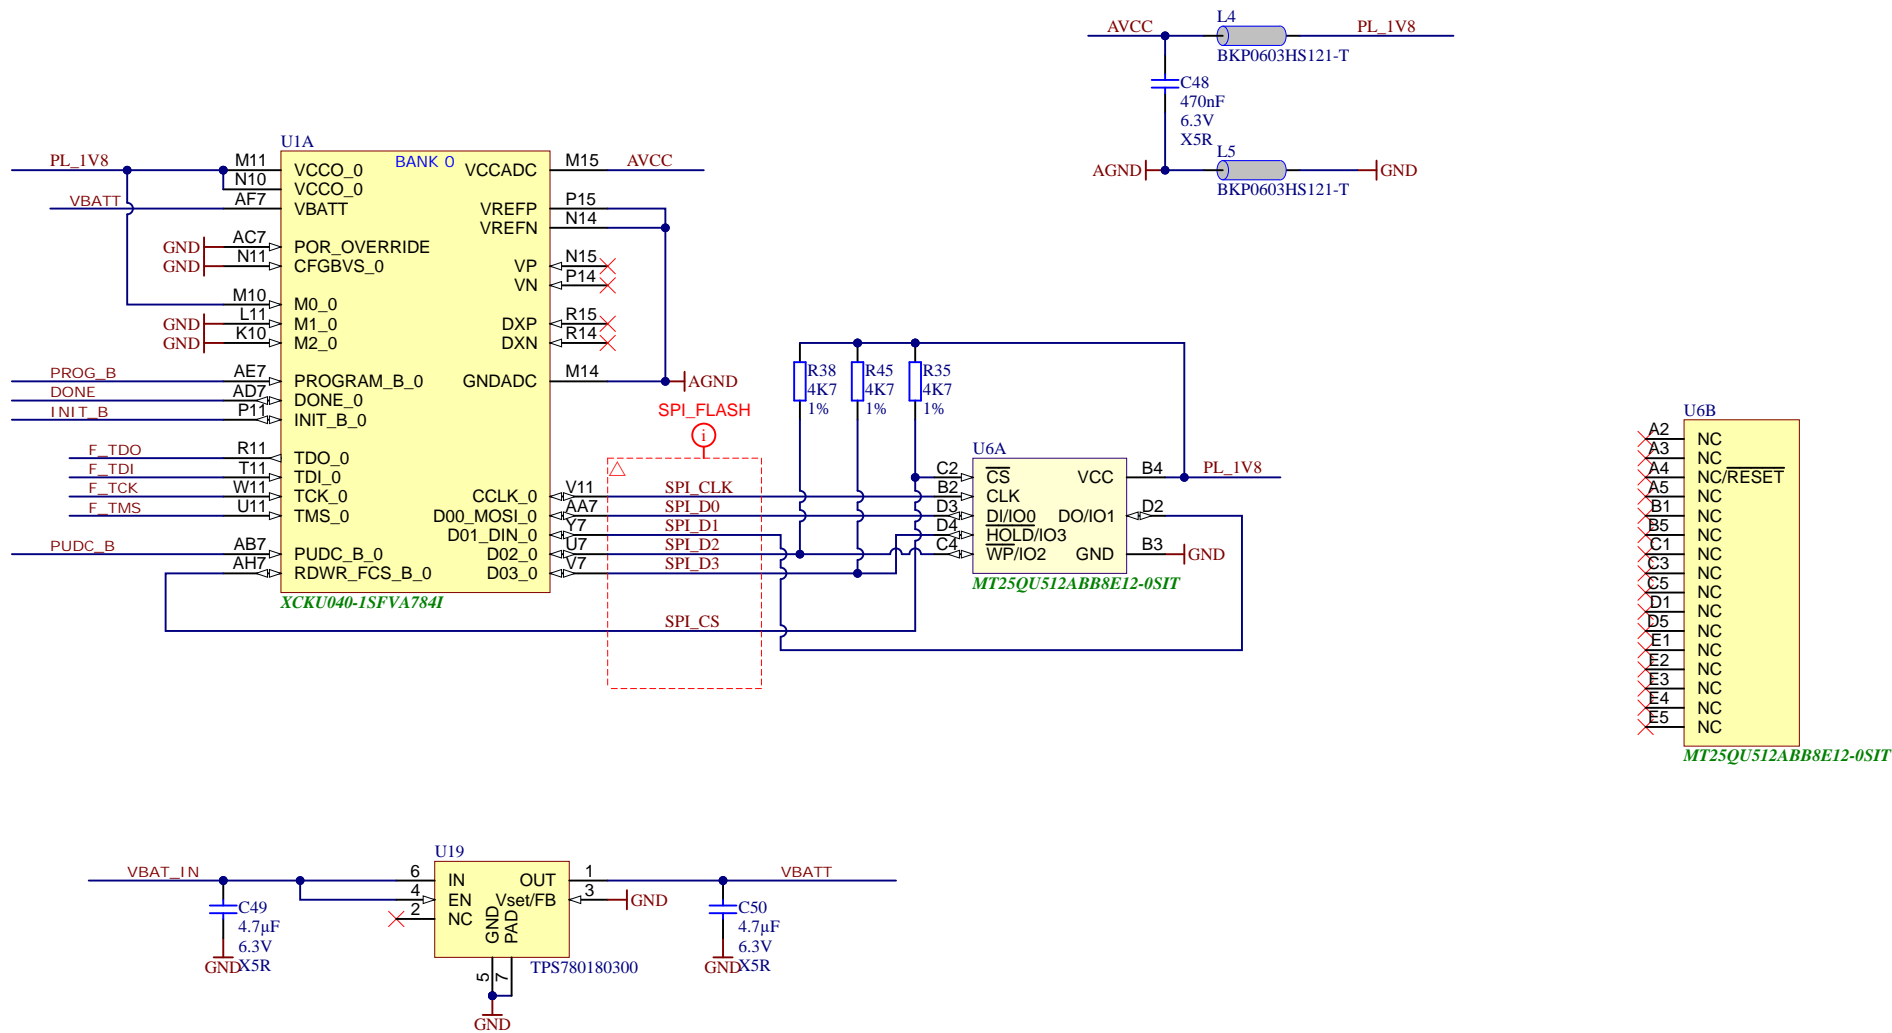 AVCC
L4
PL_1V8
BKP0603HS121-T
C48
470nF
6.3V
X5R
L5
AGND
GND
BKP0603HS121-T
U1A
BANK 0
PL_1V8
M11
VCCO_0
N10
VCCO_0
VBATT
AF7
VBATT
GND
AC7
POR_OVERRIDE
GND
N11
CFGBVS_0
M10
M0_0
GND
L11
M1_0
GND
K10
M2_0
PROG_B
AE7
PROGRAM_B_0
DONE
AD7
DONE_0
INIT_B
P11
INIT_B_0
F_TDO
R11
TDO_0
F_TDI
T11
TDI_0
F_TCK
W11
TCK_0
F_TMS
U11
TMS_0
PUDC_B
AB7
PUDC_B_0
AH7
RDWR_FCS_B_0
VCCADC
M15
AVCC
VREFP
P15
VREFN
N14
VP
N15
VN
P14
DXP
R15
DXN
R14
GNDADC
M14
AGND
CCLK_0
V11
SPI_CLK
D00_MOSI_0
AA7
SPI_D0
D01_DIN_0
Y7
SPI_D1
D02_0
U7
SPI_D2
D03_0
V7
SPI_D3
SPI_CS
XCKU040-1SFVA784I
SPI_FLASH
i
R38
4K7
1%
R45
4K7
1%
R35
4K7
1%
U6A
C2
CS
B2
CLK
D3
DI/IO0
D4
HOLD/IO3
C4
WP/IO2
VCC
B4
PL_1V8
DO/IO1
D2
GND
B3
GND
MT25QU512ABB8E12-0SIT
U6B
A2
NC
A3
NC
A4
NC/RESET
A5
NC
B1
NC
B5
NC
C1
NC
C3
NC
C5
NC
D1
NC
D5
NC
E1
NC
E2
NC
E3
NC
E4
NC
E5
NC
MT25QU512ABB8E12-0SIT
U19
VBAT_IN
6
IN
4
EN
2
NC
OUT
1
VBATT
Vset/FB
3
GND
GND
PAD
5
7
GND
TPS780180300
C49
4.7µF
6.3V
X5R
GND
C50
4.7µF
6.3V
X5R
GND